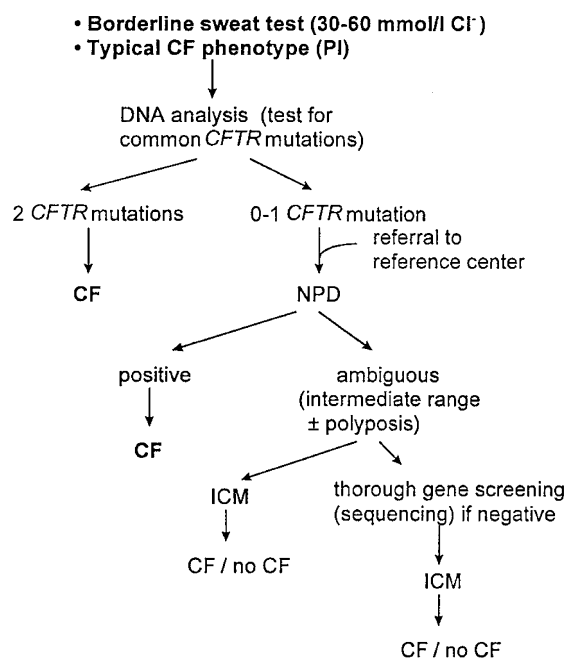 • Borderline sweat test (30-60 mmol/l Cl⁻)
• Typical CF phenotype (PI)
DNA analysis (test for
common CFTR mutations)
2 CFTR mutations
0-1 CFTR mutation
referral to
reference center
CF
NPD
positive
ambiguous
(intermediate range
± polyposis)
CF
ICM
thorough gene screening
(sequencing) if negative
CF / no CF
ICM
CF / no CF